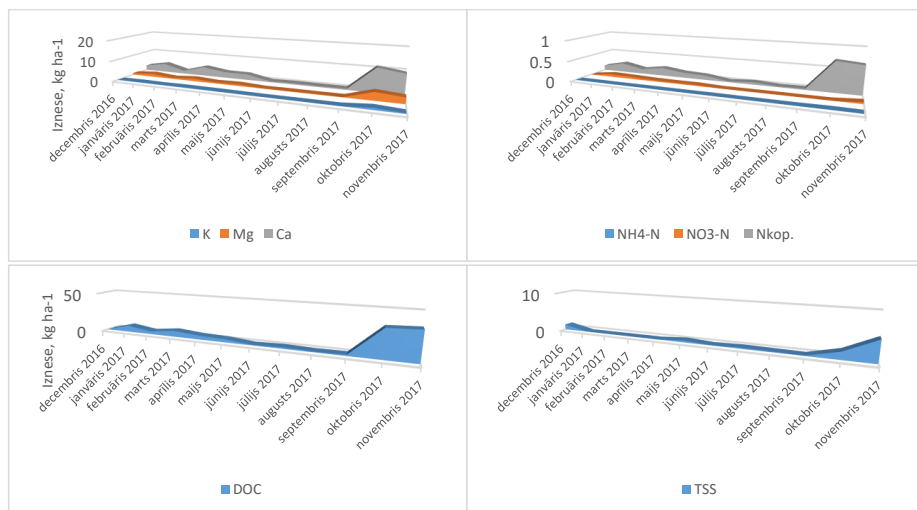 20
10
0
Iznese, kg ha-1
decembris 2016
janvāris 2017
februāris 2017
marts 2017
aprīlis 2017
maijs 2017
jūnijs 2017
jūlijs 2017
augusts 2017
septembris 2017
oktobris 2017
novembris 2017
K Mg Ca
1
0.5
0
decembris 2016
janvāris 2017
februāris 2017
marts 2017
aprīlis 2017
maijs 2017
jūnijs 2017
jūlijs 2017
augusts 2017
septembris 2017
oktobris 2017
novembris 2017
NH4-N NO3-N Nkop.
50
0
Iznese, kg ha-1
decembris 2016
janvāris 2017
februāris 2017
marts 2017
aprīlis 2017
maijs 2017
jūnijs 2017
jūlijs 2017
augusts 2017
septembris 2017
oktobris 2017
novembris 2017
DOC
10
0
decembris 2016
janvāris 2017
februāris 2017
marts 2017
aprīlis 2017
maijs 2017
jūnijs 2017
jūlijs 2017
augusts 2017
septembris 2017
oktobris 2017
novembris 2017
TSS